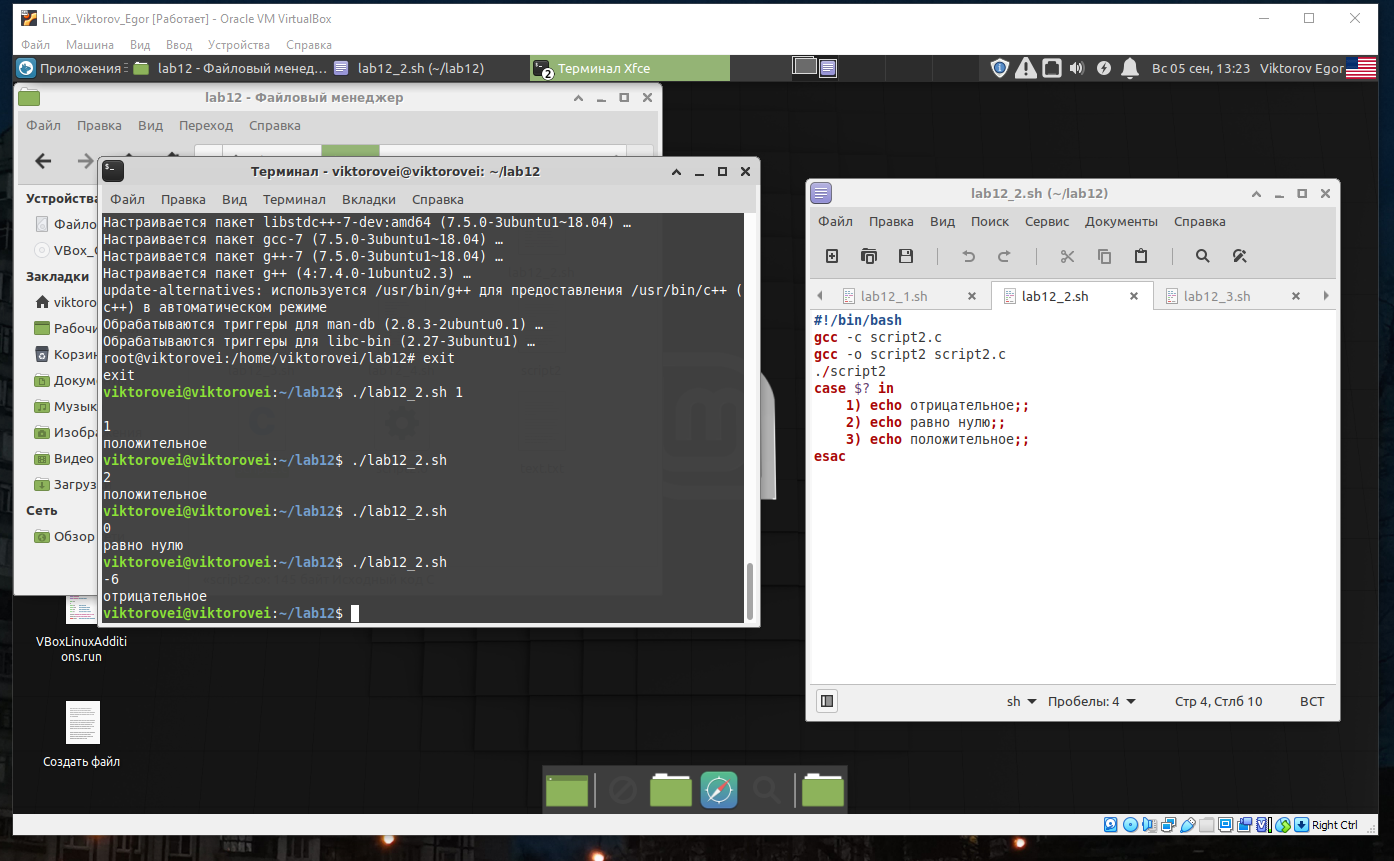 Linux_Viktorov_Egor [Работает] - Oracle VM VirtualBox
Файл Машина Вид Ввод Устройства Справка
Приложения lab12 - Файловый менед... lab12_2.sh (~/lab12) 2 Терминал Xfce Вс 05 сен, 13:23 Viktorov Egor
lab12 - Файловый менеджер
Файл Правка Вид Переход Справка
Устройства
Файло
VBox_
Закладки
viktoro
Рабочи
Корзин
Докум
Музык
Изобра
Видео
Загруз
Сеть
Обзор
Терминал - viktorovei@viktorovei: ~/lab12
Файл Правка Вид Терминал Вкладки Справка
Настраивается пакет libstdc++-7-dev:amd64 (7.5.0-3ubuntu1~18.04) …
Настраивается пакет gcc-7 (7.5.0-3ubuntu1~18.04) …
Настраивается пакет g++-7 (7.5.0-3ubuntu1~18.04) …
Настраивается пакет g++ (4:7.4.0-1ubuntu2.3) …
update-alternatives: используется /usr/bin/g++ для предоставления /usr/bin/c++ (
c++) в автоматическом режиме
Обрабатываются триггеры для man-db (2.8.3-2ubuntu0.1) …
Обрабатываются триггеры для libc-bin (2.27-3ubuntu1) …
root@viktorovei:/home/viktorovei/lab12# exit
exit
viktorovei@viktorovei:~/lab12$ ./lab12_2.sh 1
1
положительное
viktorovei@viktorovei:~/lab12$ ./lab12_2.sh
2
положительное
viktorovei@viktorovei:~/lab12$ ./lab12_2.sh
0
равно нулю
viktorovei@viktorovei:~/lab12$ ./lab12_2.sh
-6
отрицательное
viktorovei@viktorovei:~/lab12$
lab12_2.sh (~/lab12)
Файл Правка Вид Поиск Сервис Документы Справка
lab12_1.sh lab12_2.sh lab12_3.sh
#!/bin/bash
gcc -c script2.c
gcc -o script2 script2.c
./script2
case $? in
1) echo отрицательное;;
2) echo равно нулю;;
3) echo положительное;;
esac
sh Пробелы: 4 Стр 4, Стлб 10 ВСТ
VBoxLinuxAdditi
ons.run
Создать файл
Right Ctrl